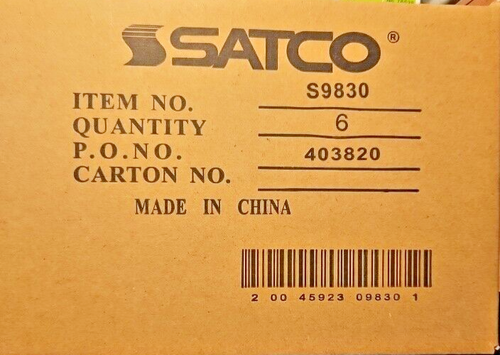 SATCO®
ITEM NO. S9830
QUANTITY 6
P.O.NO. 403820
CARTON NO.
MADE IN CHINA
2 00 45923 09830 1